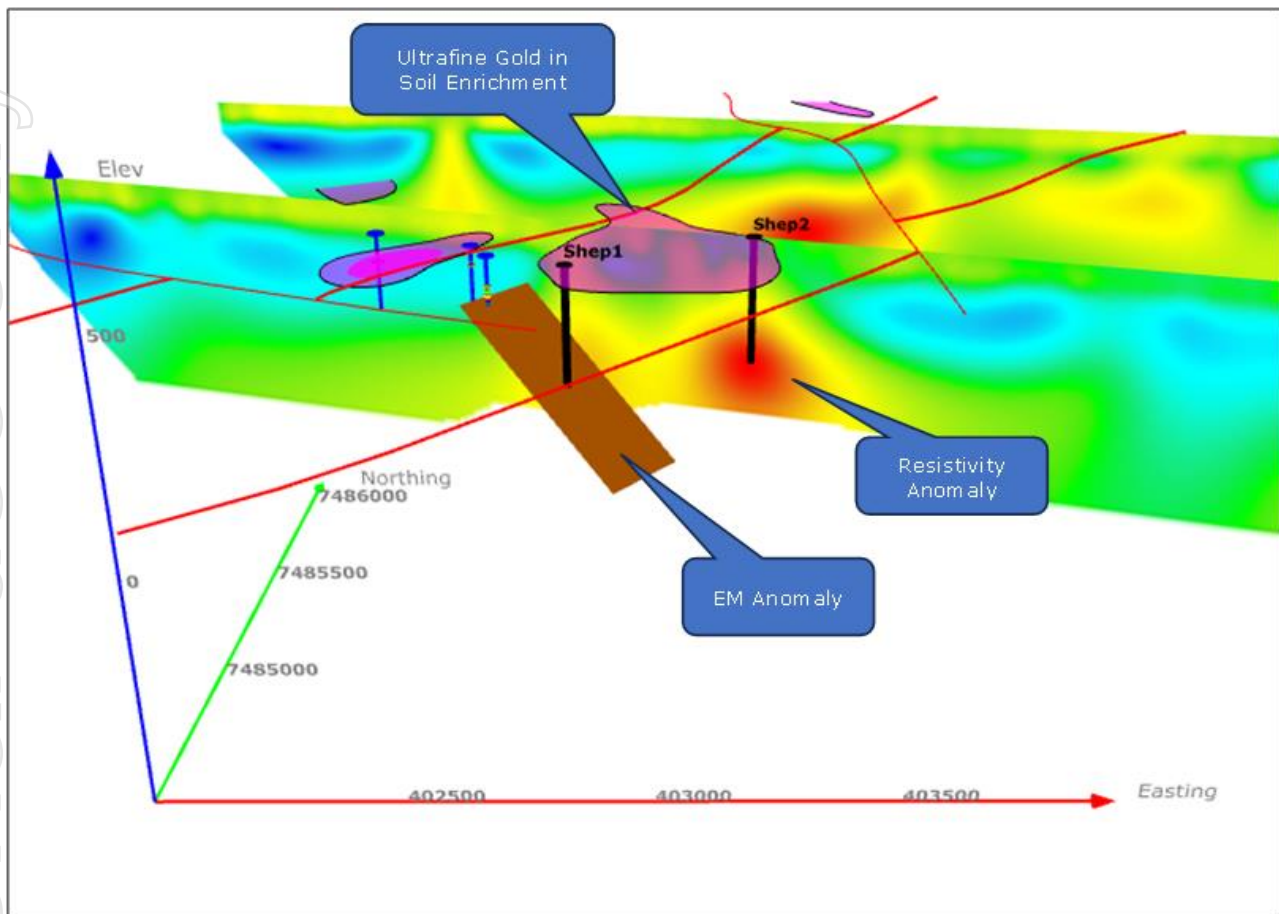 Ultrafine Gold in
Soil Enrichment
Elev
Shep2
Shep1
500
Resistivity
Anomaly
Northing
7486000
7485500
0
EM Anomaly
7485000
402500
403000
403500
Easting